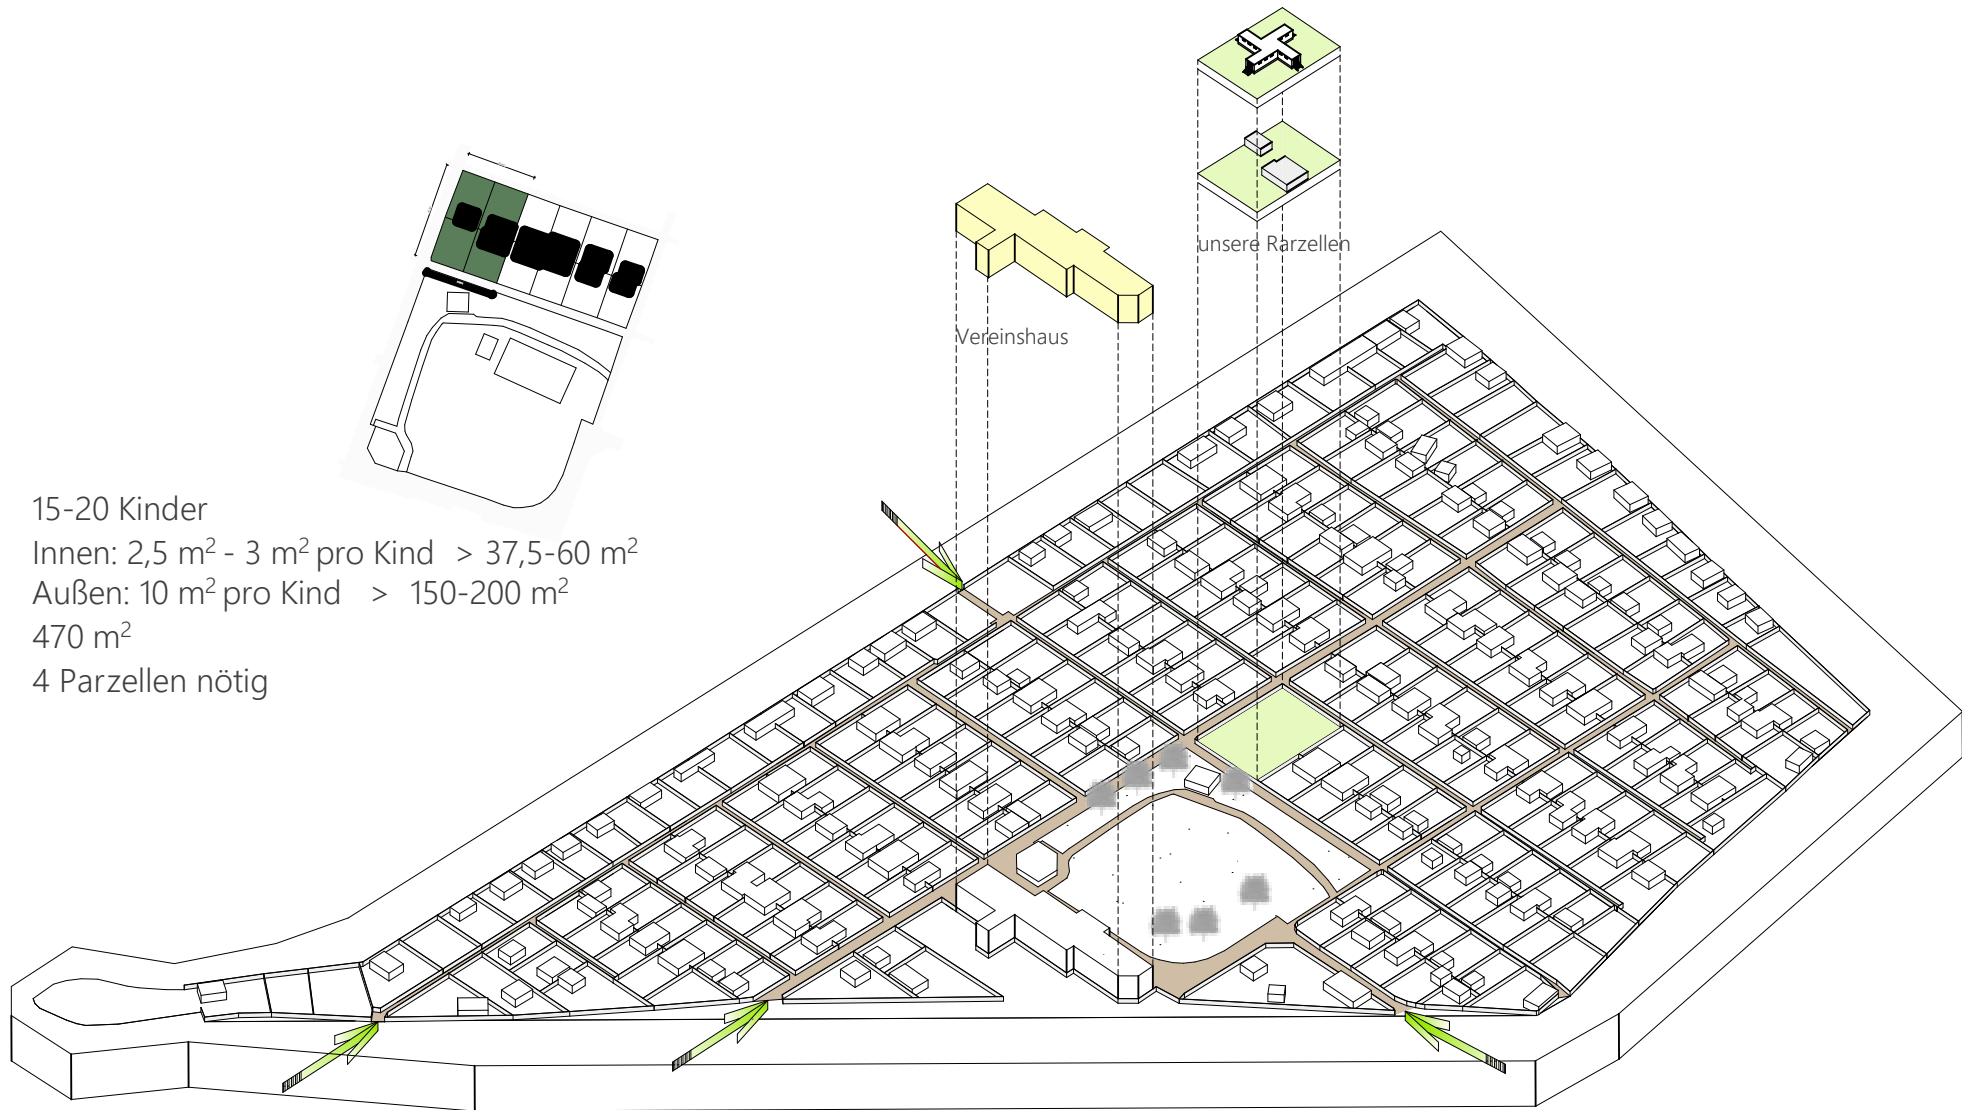 unsere Rarzellen
Vereinshaus
15-20 Kinder
Innen: 2,5 m² - 3 m² pro Kind > 37,5-60 m²
Außen: 10 m² pro Kind > 150-200 m²
470 m²
4 Parzellen nötig